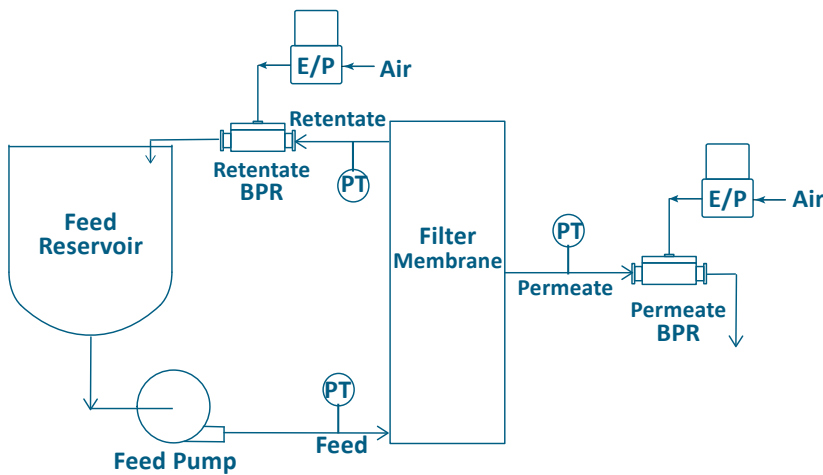 E/P
Air
Retentate
Retentate
BPR
PT
Feed
Reservoir
Filter
Membrane
E/P
Air
PT
Permeate
Permeate
BPR
PT
Feed
Feed Pump